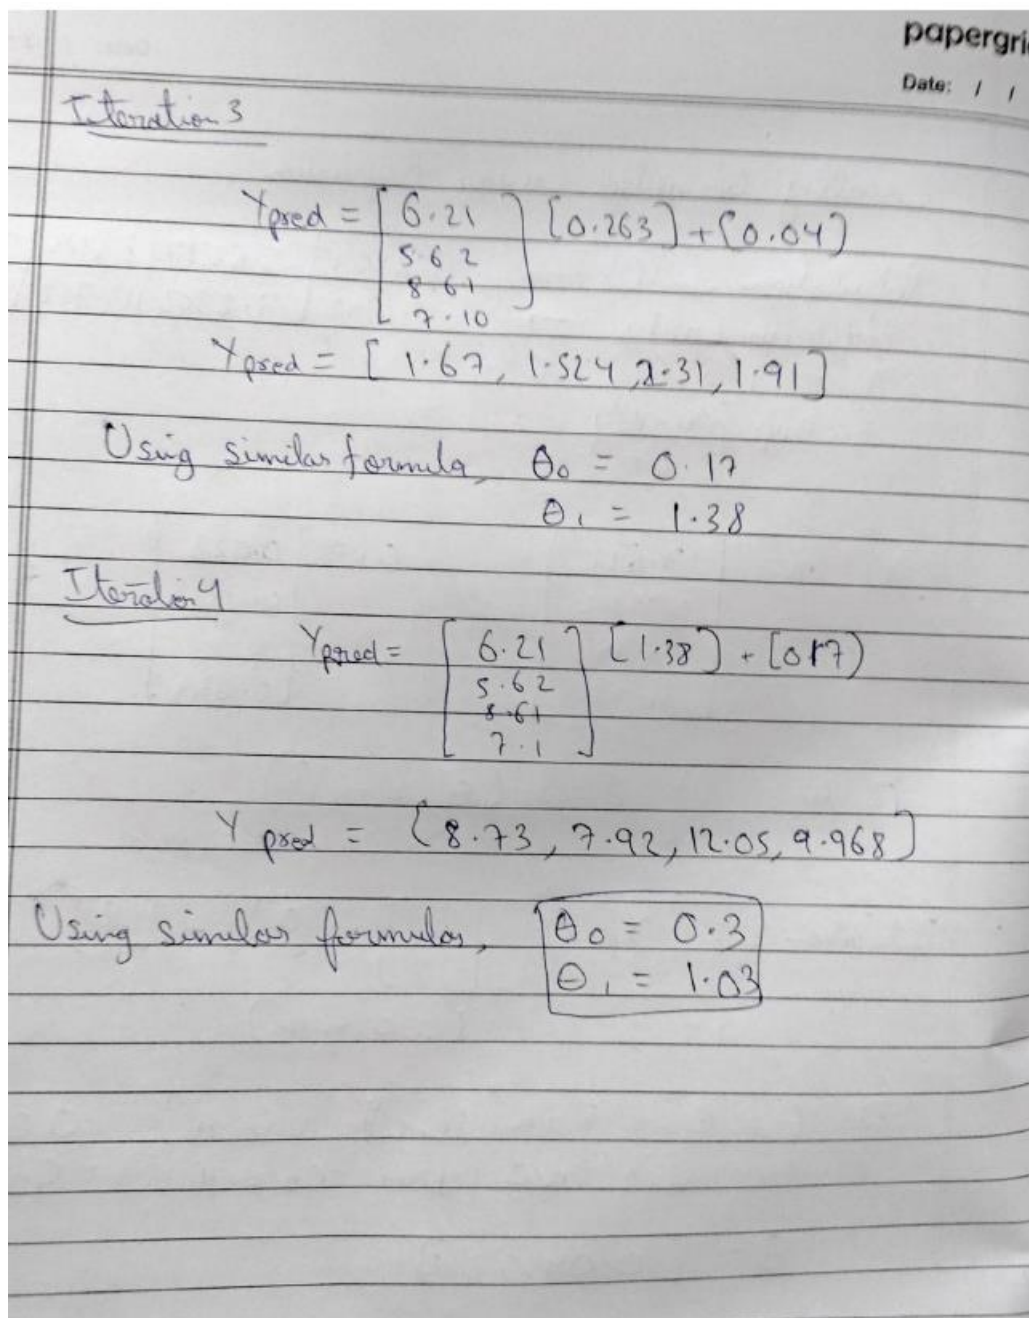 papergri
Date: / /
Iteration 3
Ypred = [ 6.21 ] [0.263] + [0.04]
5.62
8.61
7.10
Ypred = [ 1.67, 1.524, 2.31, 1.91]
Using similar formula, θ0 = 0.17
θ1 = 1.38
Iteration 4
Ypred = [ 6.21 ] [1.38] + [0.17]
5.62
8.61
7.1
Y pred = [8.73, 7.92, 12.05, 9.968]
Using similar formulas, θ0 = 0.3
θ1 = 1.03